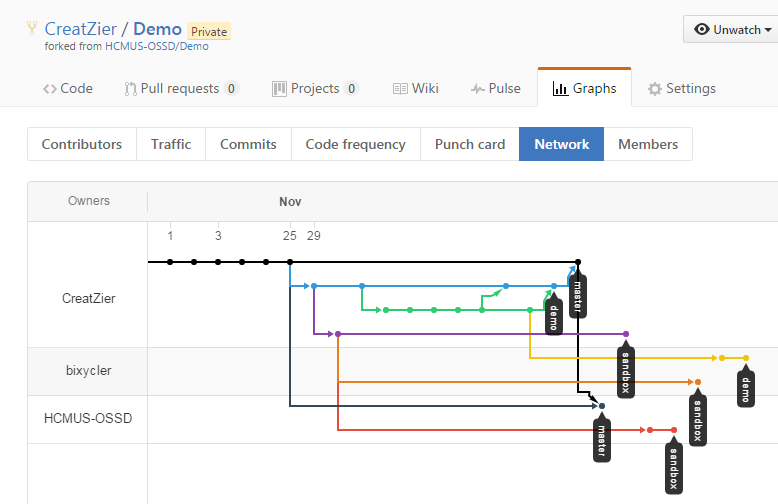 CreatZier / Demo Private
forked from HCMUS-OSSD/Demo
Unwatch
Code
Pull requests 0
Projects 0
Wiki
Pulse
Graphs
Settings
Contributors
Traffic
Commits
Code frequency
Punch card
Network
Members
Owners
Nov
1
3
25
29
CreatZier
master
demo
sandbox
bixycler
demo
sandbox
HCMUS-OSSD
master
sandbox